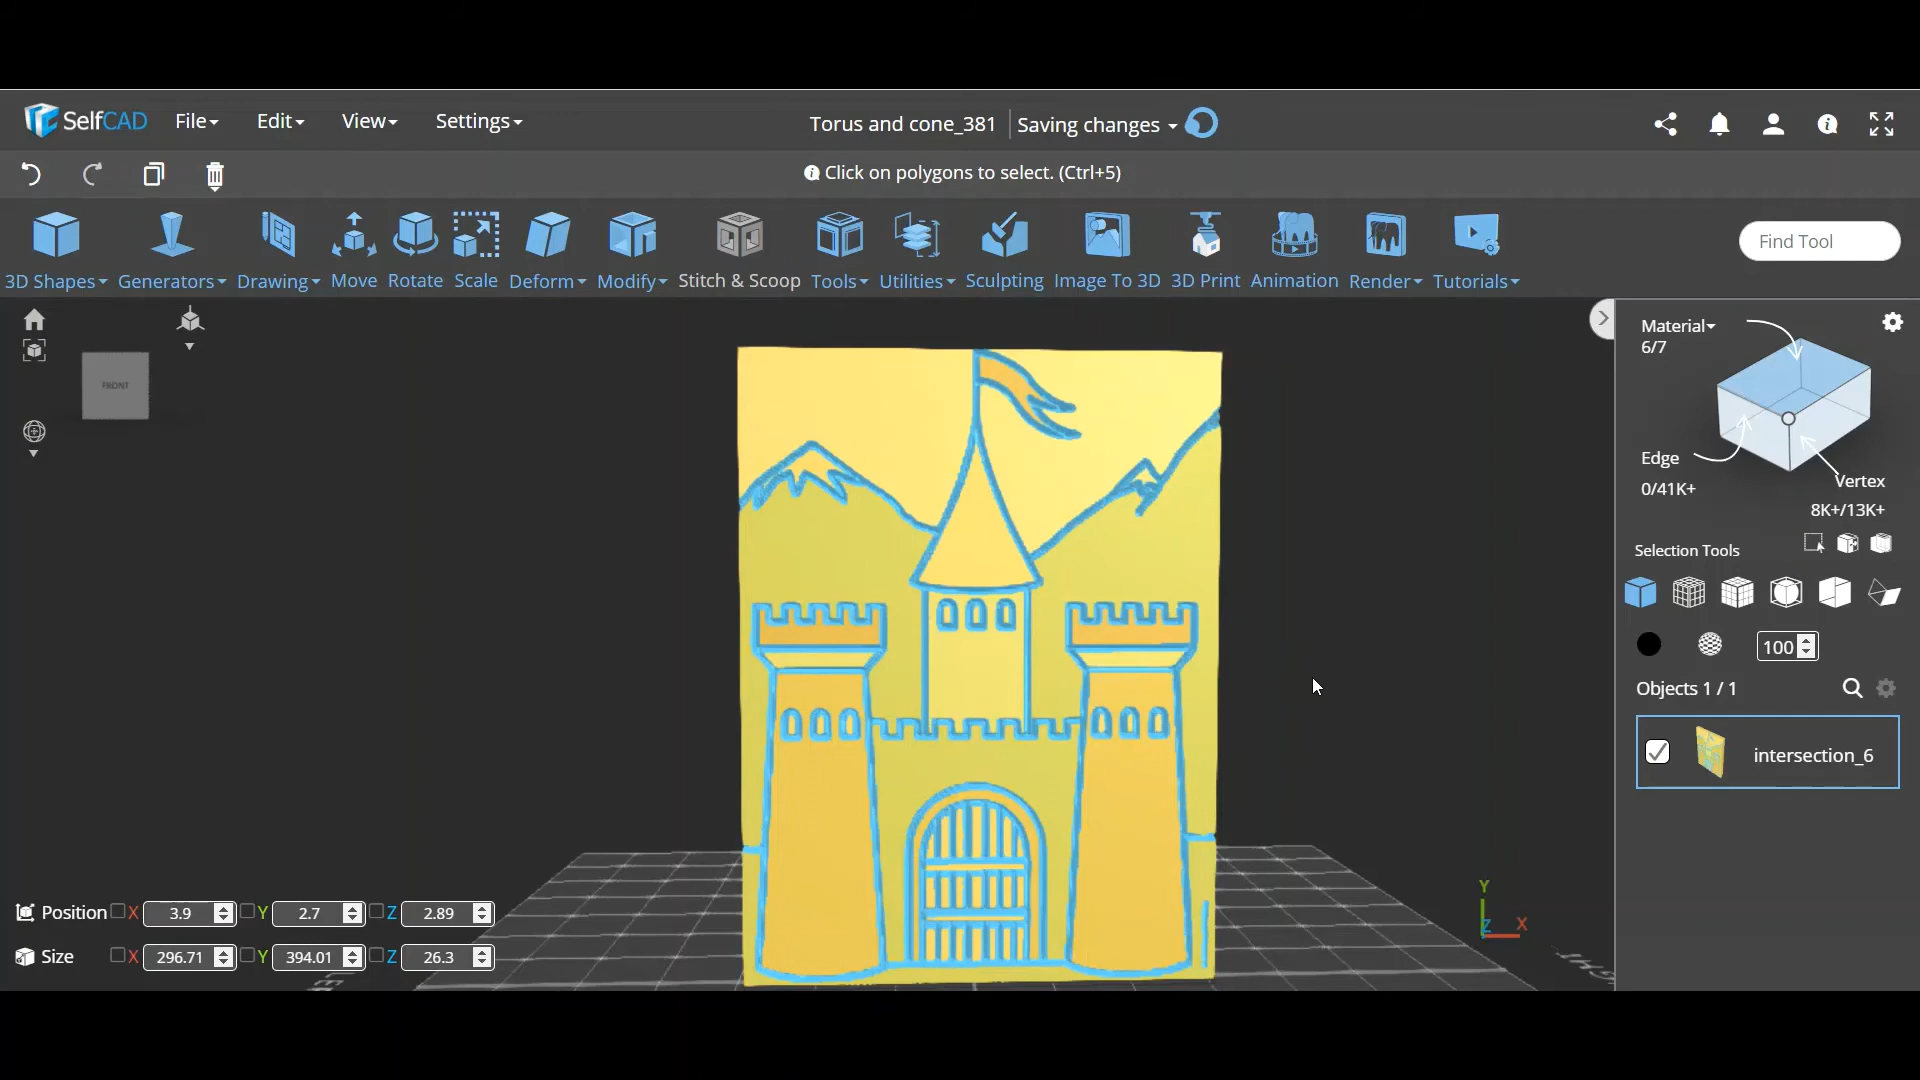 SelfCAD File Edit View Settings Torus and cone_381 Saving changes
Click on polygons to select. (Ctrl+5)
3D Shapes Generators Drawing Move Rotate Scale Deform Modify Stitch & Scoop Tools Utilities Sculpting Image To 3D 3D Print Animation Render Tutorials Find Tool
FRONT
Material
6/7
Edge
0/41K+
Vertex
8K+/13K+
Selection Tools
100
Objects 1 / 1
intersection_6
Position X 3.9 Y 2.7 Z 2.89
Size X 296.71 Y 394.01 Z 26.3
Y
Z X